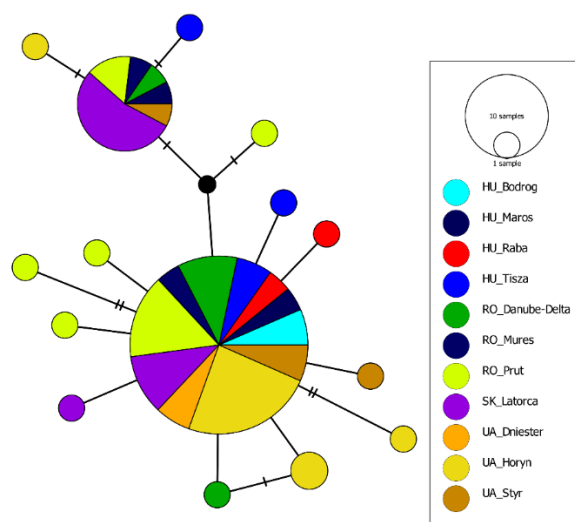 10 samples
1 sample
HU_Bodrog
HU_Maros
HU_Raba
HU_Tisza
RO_Danube-Delta
RO_Mures
RO_Prut
SK_Latorca
UA_Dniester
UA_Horyn
UA_Styr